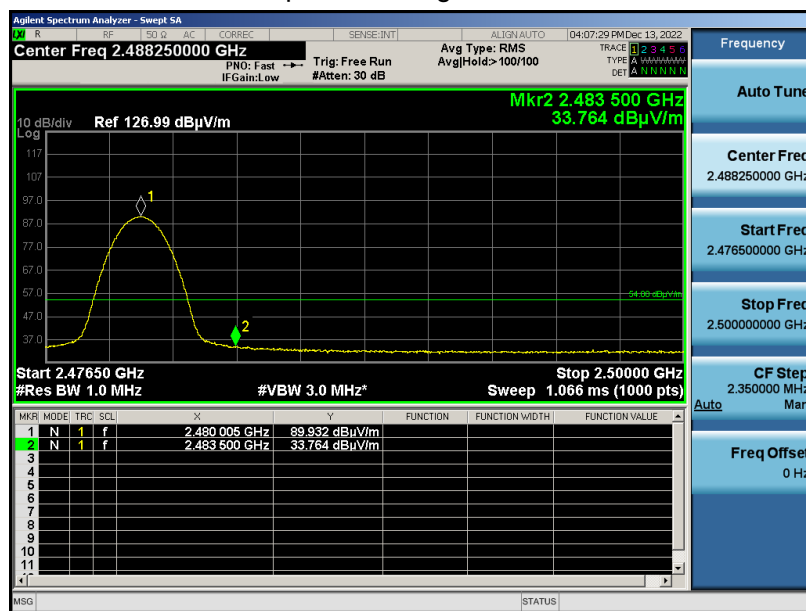 Agilent Spectrum Analyzer - Swept SA
LXI R RF 50 Ω AC CORREC SENSE:INT ALIGN AUTO 04:07:29 PM Dec 13, 2022
Center Freq 2.488250000 GHz
PNO: Fast
IFGain:Low
Trig: Free Run
#Atten: 30 dB
Avg Type: RMS
Avg|Hold:>100/100
TRACE 1 2 3 4 5 6
TYPE A WWWWW
DET A N N N N N
Mkr2 2.483 500 GHz
33.764 dBµV/m
10 dB/div Ref 126.99 dBµV/m
Log
117
107
97.0
87.0
77.0
67.0
57.0
47.0
37.0
1
2
54.00 dBµV/m
Start 2.47650 GHz Stop 2.50000 GHz
#Res BW 1.0 MHz #VBW 3.0 MHz* Sweep 1.066 ms (1000 pts)
MKR MODE TRC SCL X Y FUNCTION FUNCTION WIDTH FUNCTION VALUE
1 N 1 f 2.480 005 GHz 89.932 dBµV/m
2 N 1 f 2.483 500 GHz 33.764 dBµV/m
3
4
5
6
7
8
9
10
11
MSG STATUS
Frequency
Auto Tune
Center Freq
2.488250000 GHz
Start Freq
2.476500000 GHz
Stop Freq
2.500000000 GHz
CF Step
2.350000 MHz
Auto Man
Freq Offset
0 Hz